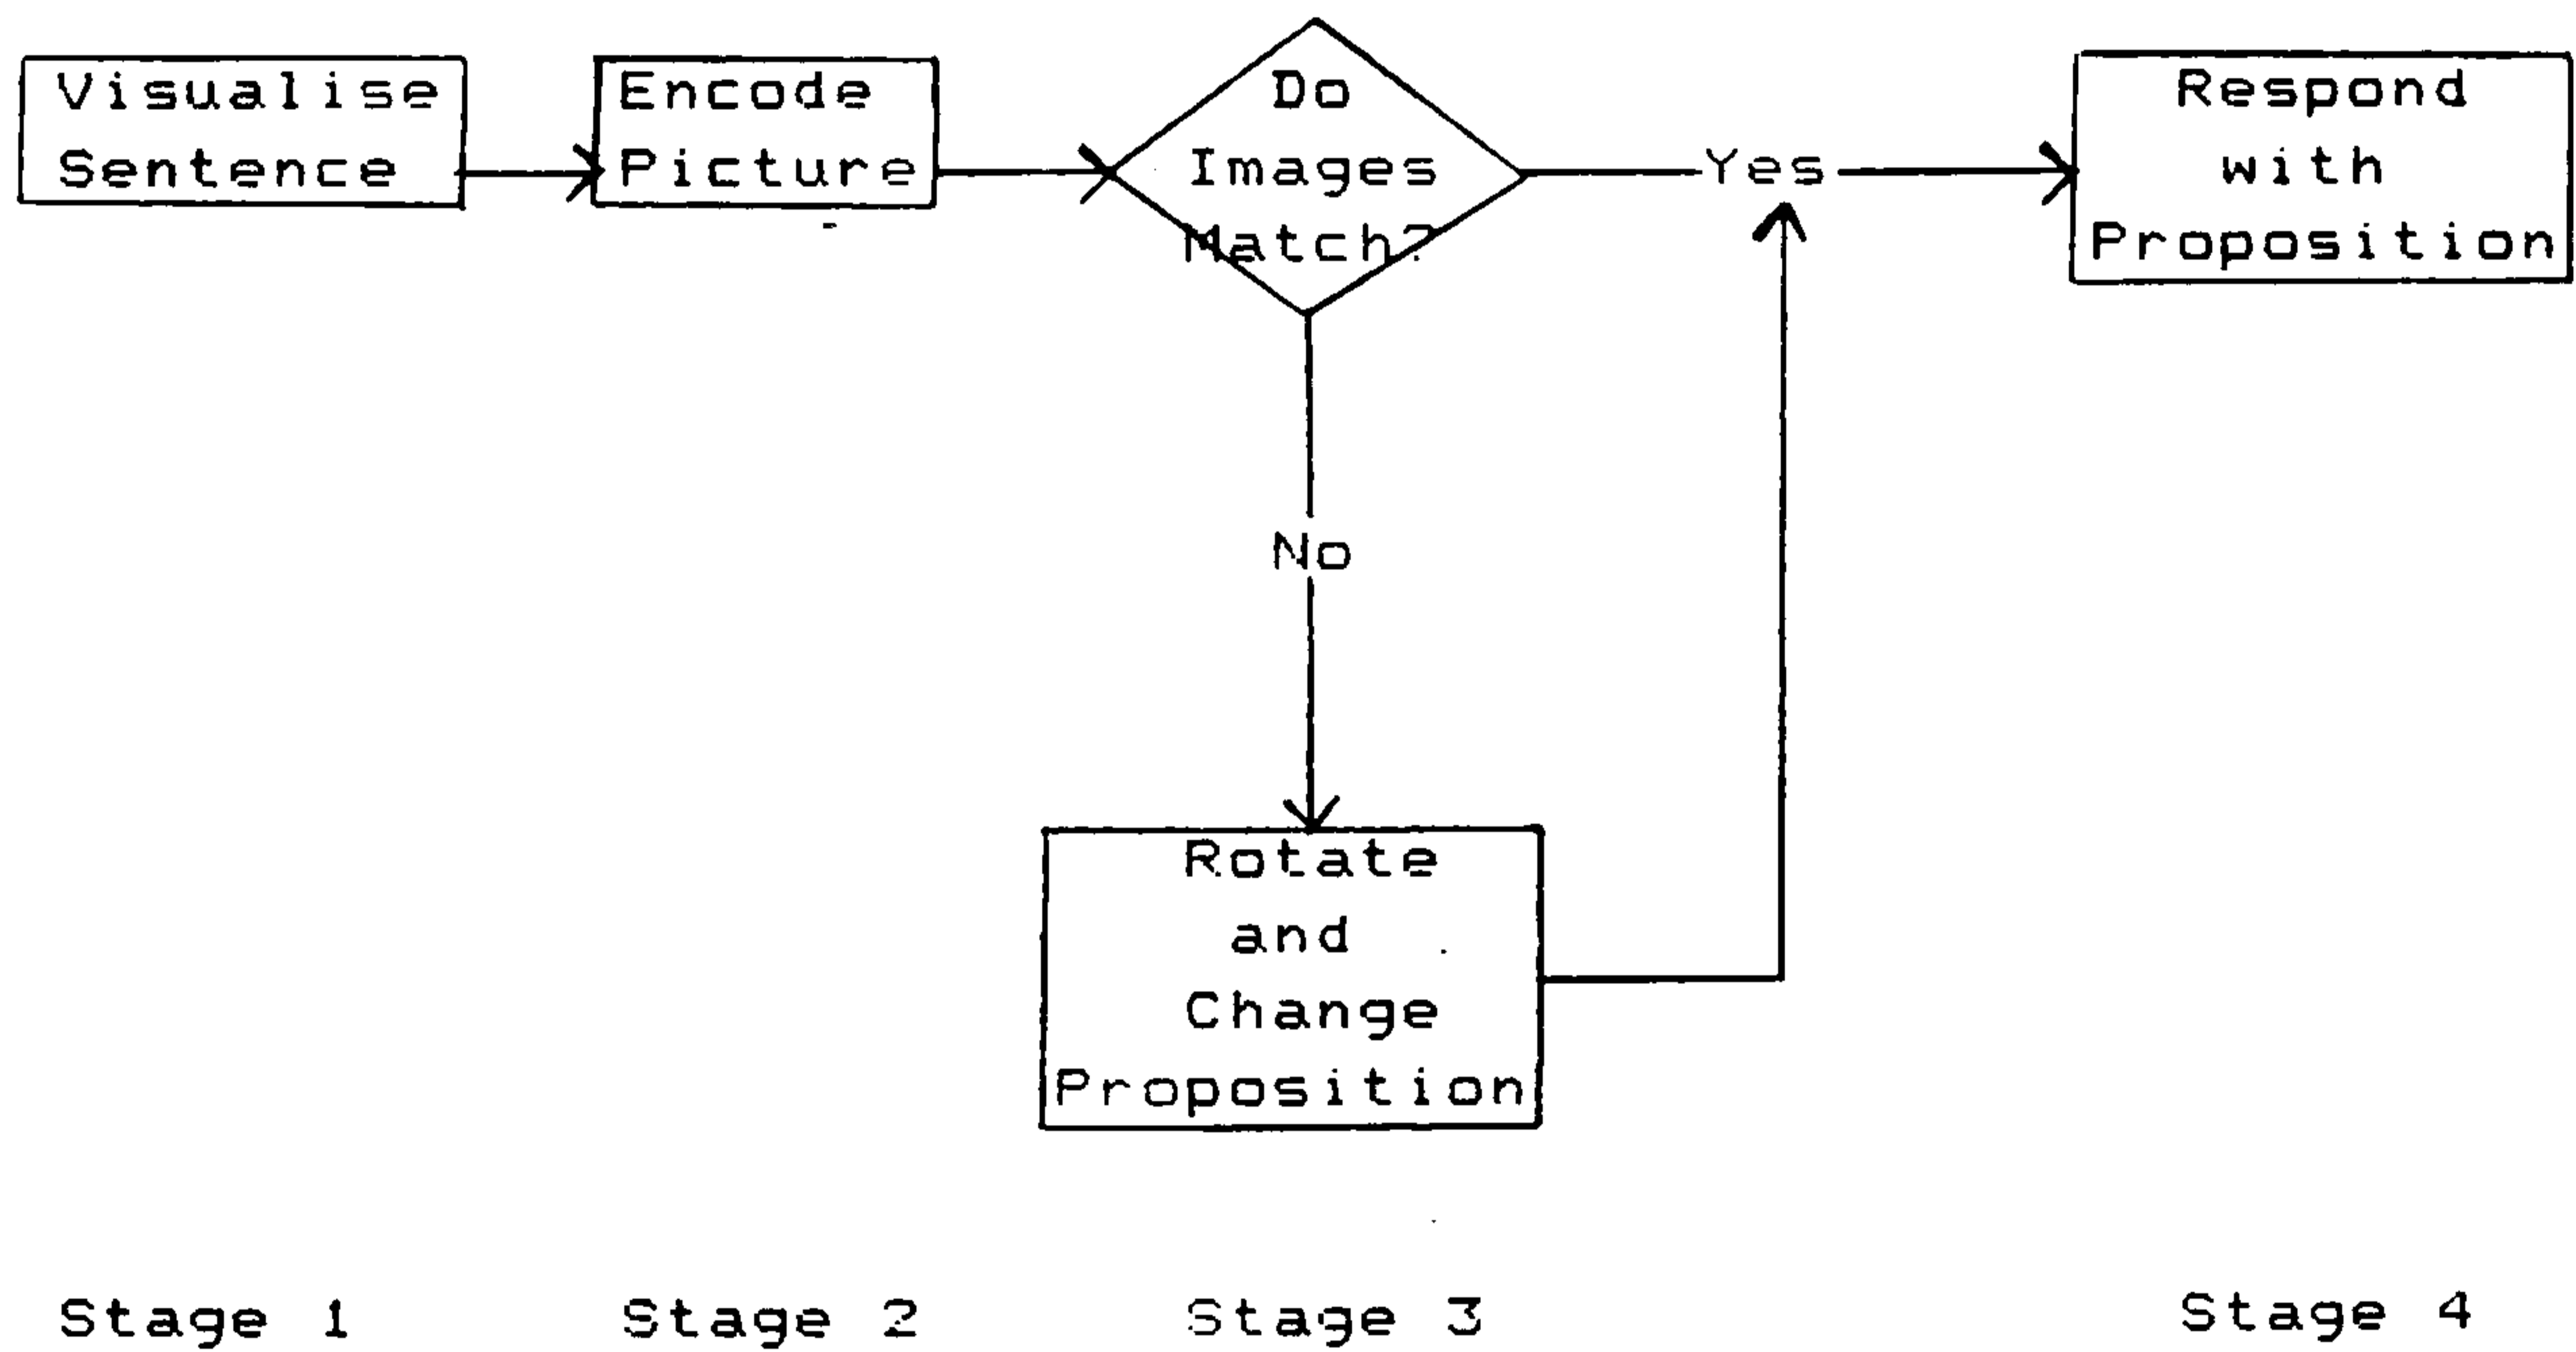 Visualise
Sentence
Encode
Picture
Do
Images
Match?
Yes
Respond
with
Proposition
No
Rotate
and
Change
Proposition
Stage 1
Stage 2
Stage 3
Stage 4